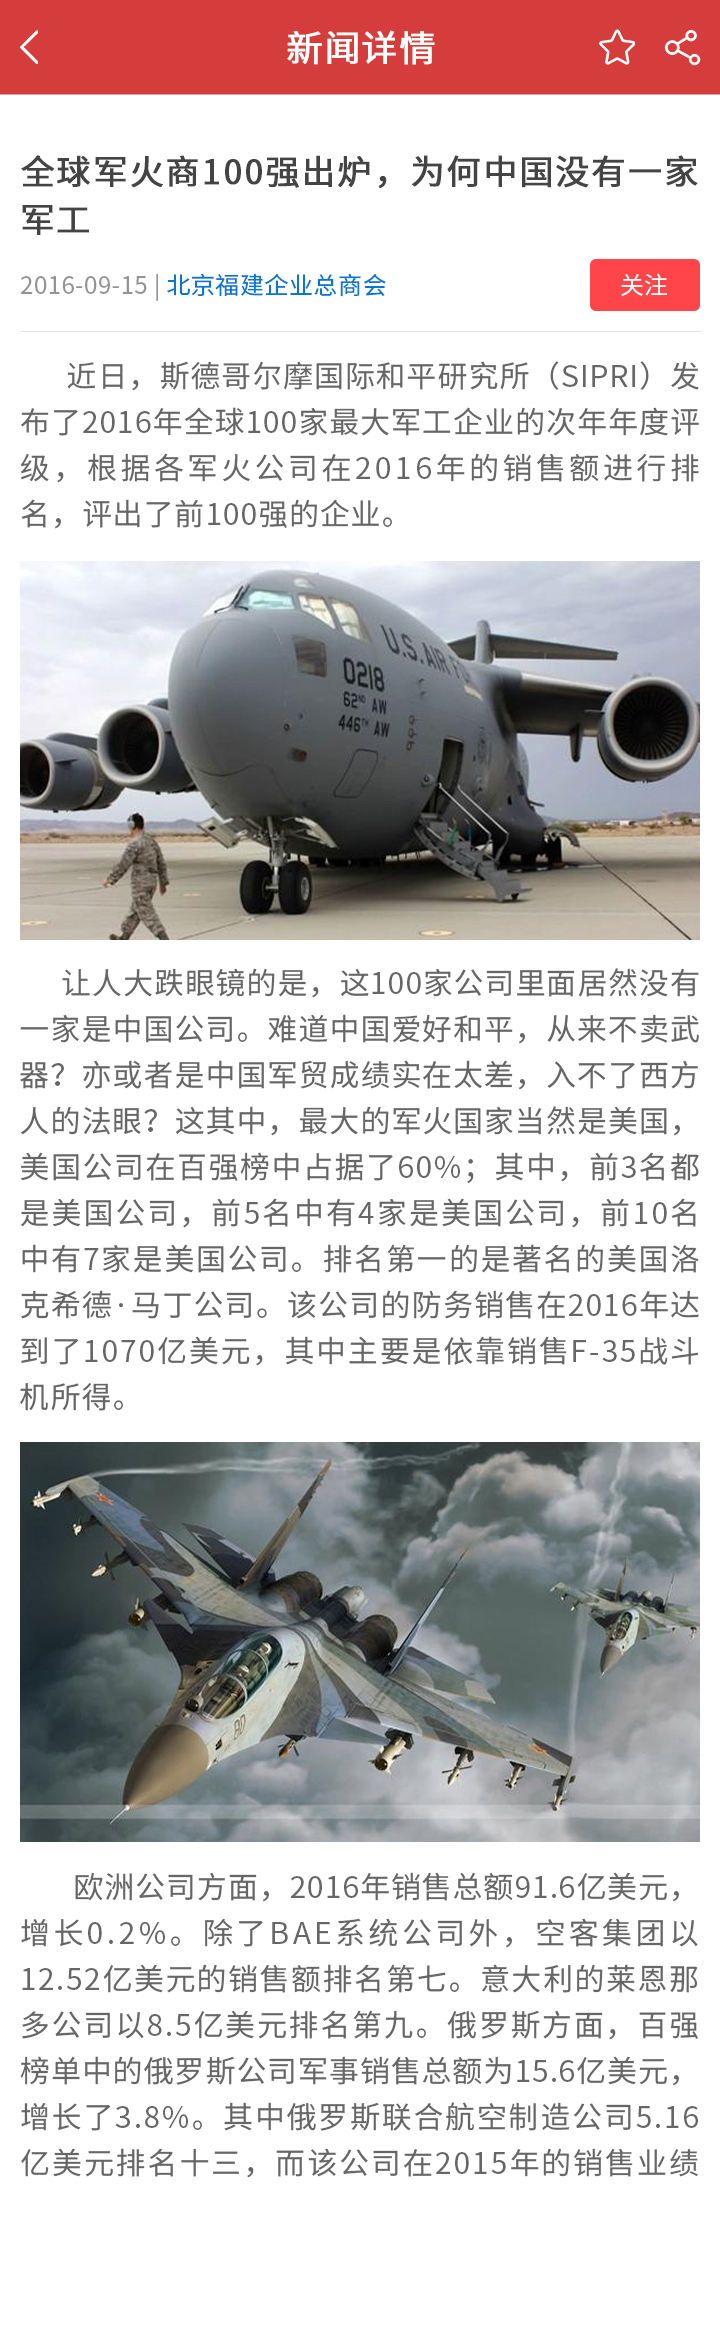 新闻详情
全球军火商100强出炉，为何中国没有一家
军工
2016-09-15 | 北京福建企业总商会
关注
近日，斯德哥尔摩国际和平研究所（SIPRI）发
布了2016年全球100家最大军工企业的次年年度评
级，根据各军火公司在2016年的销售额进行排
名，评出了前100强的企业。
U.S. AIR FO
0218
62ND AW
446TH AW
让人大跌眼镜的是，这100家公司里面居然没有
一家是中国公司。难道中国爱好和平，从来不卖武
器？亦或者是中国军贸成绩实在太差，入不了西方
人的法眼？这其中，最大的军火国家当然是美国，
美国公司在百强榜中占据了60%；其中，前3名都
是美国公司，前5名中有4家是美国公司，前10名
中有7家是美国公司。排名第一的是著名的美国洛
克希德·马丁公司。该公司的防务销售在2016年达
到了1070亿美元，其中主要是依靠销售F-35战斗
机所得。
欧洲公司方面，2016年销售总额91.6亿美元，
增长0.2%。除了BAE系统公司外，空客集团以
12.52亿美元的销售额排名第七。意大利的莱恩那
多公司以8.5亿美元排名第九。俄罗斯方面，百强
榜单中的俄罗斯公司军事销售总额为15.6亿美元，
增长了3.8%。其中俄罗斯联合航空制造公司5.16
亿美元排名十三，而该公司在2015年的销售业绩